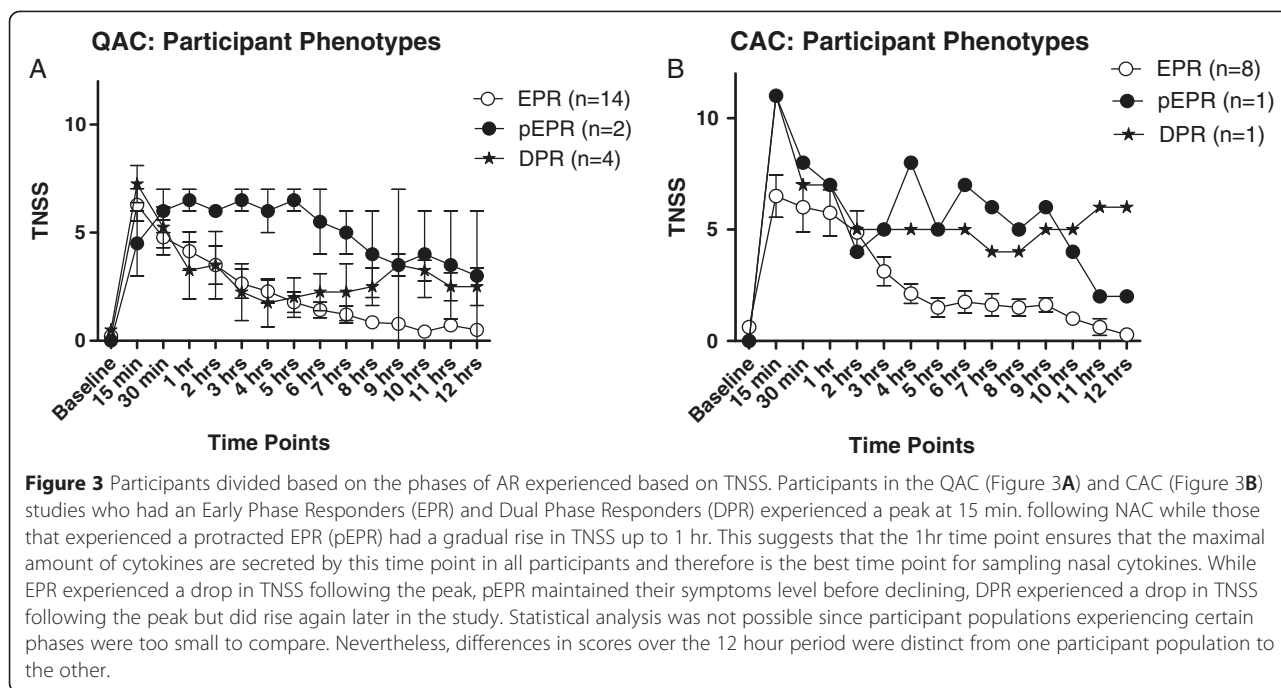 QAC: Participant Phenotypes
A
EPR (n=14)
pEPR (n=2)
DPR (n=4)
10
5
0
TNSS
Baseline
15 min
30 min
1 hr
2 hrs
3 hrs
4 hrs
5 hrs
6 hrs
7 hrs
8 hrs
9 hrs
10 hrs
11 hrs
12 hrs
Time Points
CAC: Participant Phenotypes
B
EPR (n=8)
pEPR (n=1)
DPR (n=1)
10
5
0
TNSS
Baseline
15 min
30 min
1 hr
2 hrs
3 hrs
4 hrs
5 hrs
6 hrs
7 hrs
8 hrs
9 hrs
10 hrs
11 hrs
12 hrs
Time Points
Figure 3 Participants divided based on the phases of AR experienced based on TNSS. Participants in the QAC (Figure 3A) and CAC (Figure 3B)
studies who had an Early Phase Responders (EPR) and Dual Phase Responders (DPR) experienced a peak at 15 min. following NAC while those
that experienced a protracted EPR (pEPR) had a gradual rise in TNSS up to 1 hr. This suggests that the 1hr time point ensures that the maximal
amount of cytokines are secreted by this time point in all participants and therefore is the best time point for sampling nasal cytokines. While
EPR experienced a drop in TNSS following the peak, pEPR maintained their symptoms level before declining, DPR experienced a drop in TNSS
following the peak but did rise again later in the study. Statistical analysis was not possible since participant populations experiencing certain
phases were too small to compare. Nevertheless, differences in scores over the 12 hour period were distinct from one participant population to
the other.